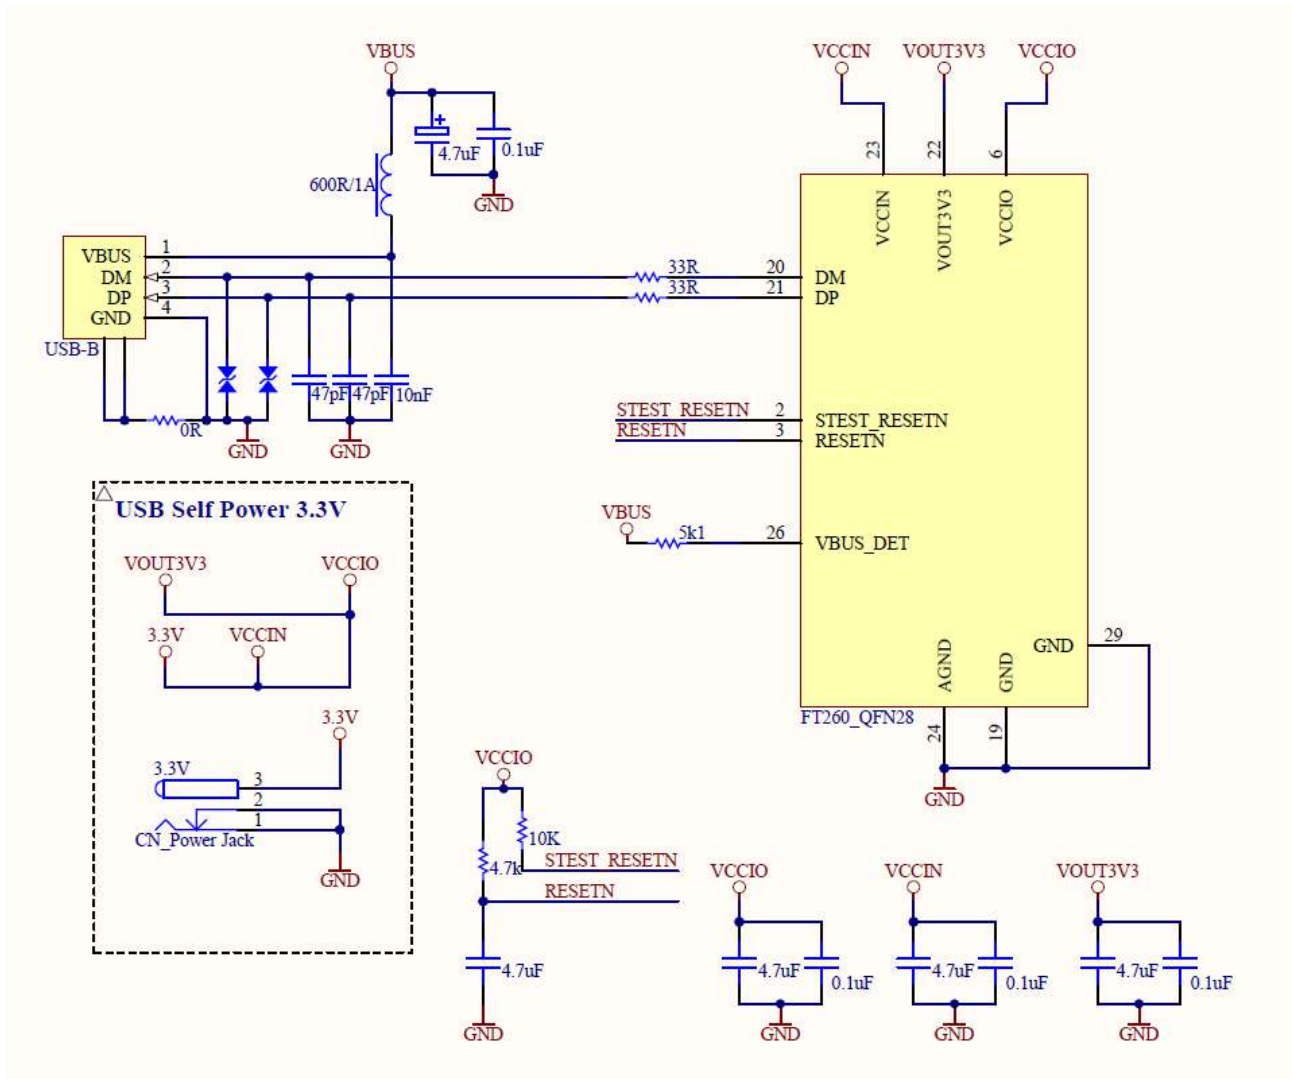 VBUS
VCCIN
VOUT3V3
VCCIO
+
4.7uF
0.1uF
600R/1A
GND
23
22
6
VCCIN
VOUT3V3
VCCIO
VBUS
1
DM
2
DP
3
GND
4
USB-B
33R
20
DM
33R
21
DP
47pF
47pF
10nF
0R
GND
GND
STEST_RESETN
2
STEST_RESETN
RESETN
3
RESETN
VBUS
5k1
26
VBUS_DET
GND
29
AGND
GND
FT260_QFN28
24
19
GND
USB Self Power 3.3V
VOUT3V3
VCCIO
3.3V
VCCIN
3.3V
3.3V
3
2
1
CN_Power Jack
GND
VCCIO
10K
4.7k
STEST_RESETN
RESETN
4.7uF
GND
VCCIO
4.7uF
0.1uF
GND
VCCIN
4.7uF
0.1uF
GND
VOUT3V3
4.7uF
0.1uF
GND